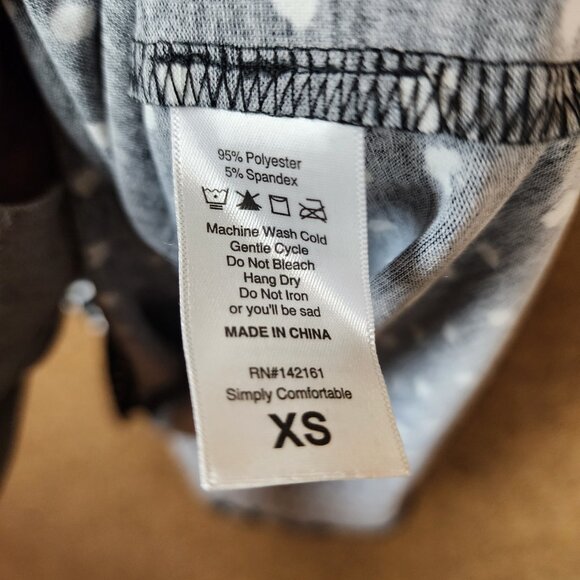 95% Polyester
5% Spandex
Machine Wash Cold
Gentle Cycle
Do Not Bleach
Hang Dry
Do Not Iron
or you'll be sad
MADE IN CHINA
RN#142161
Simply Comfortable
XS